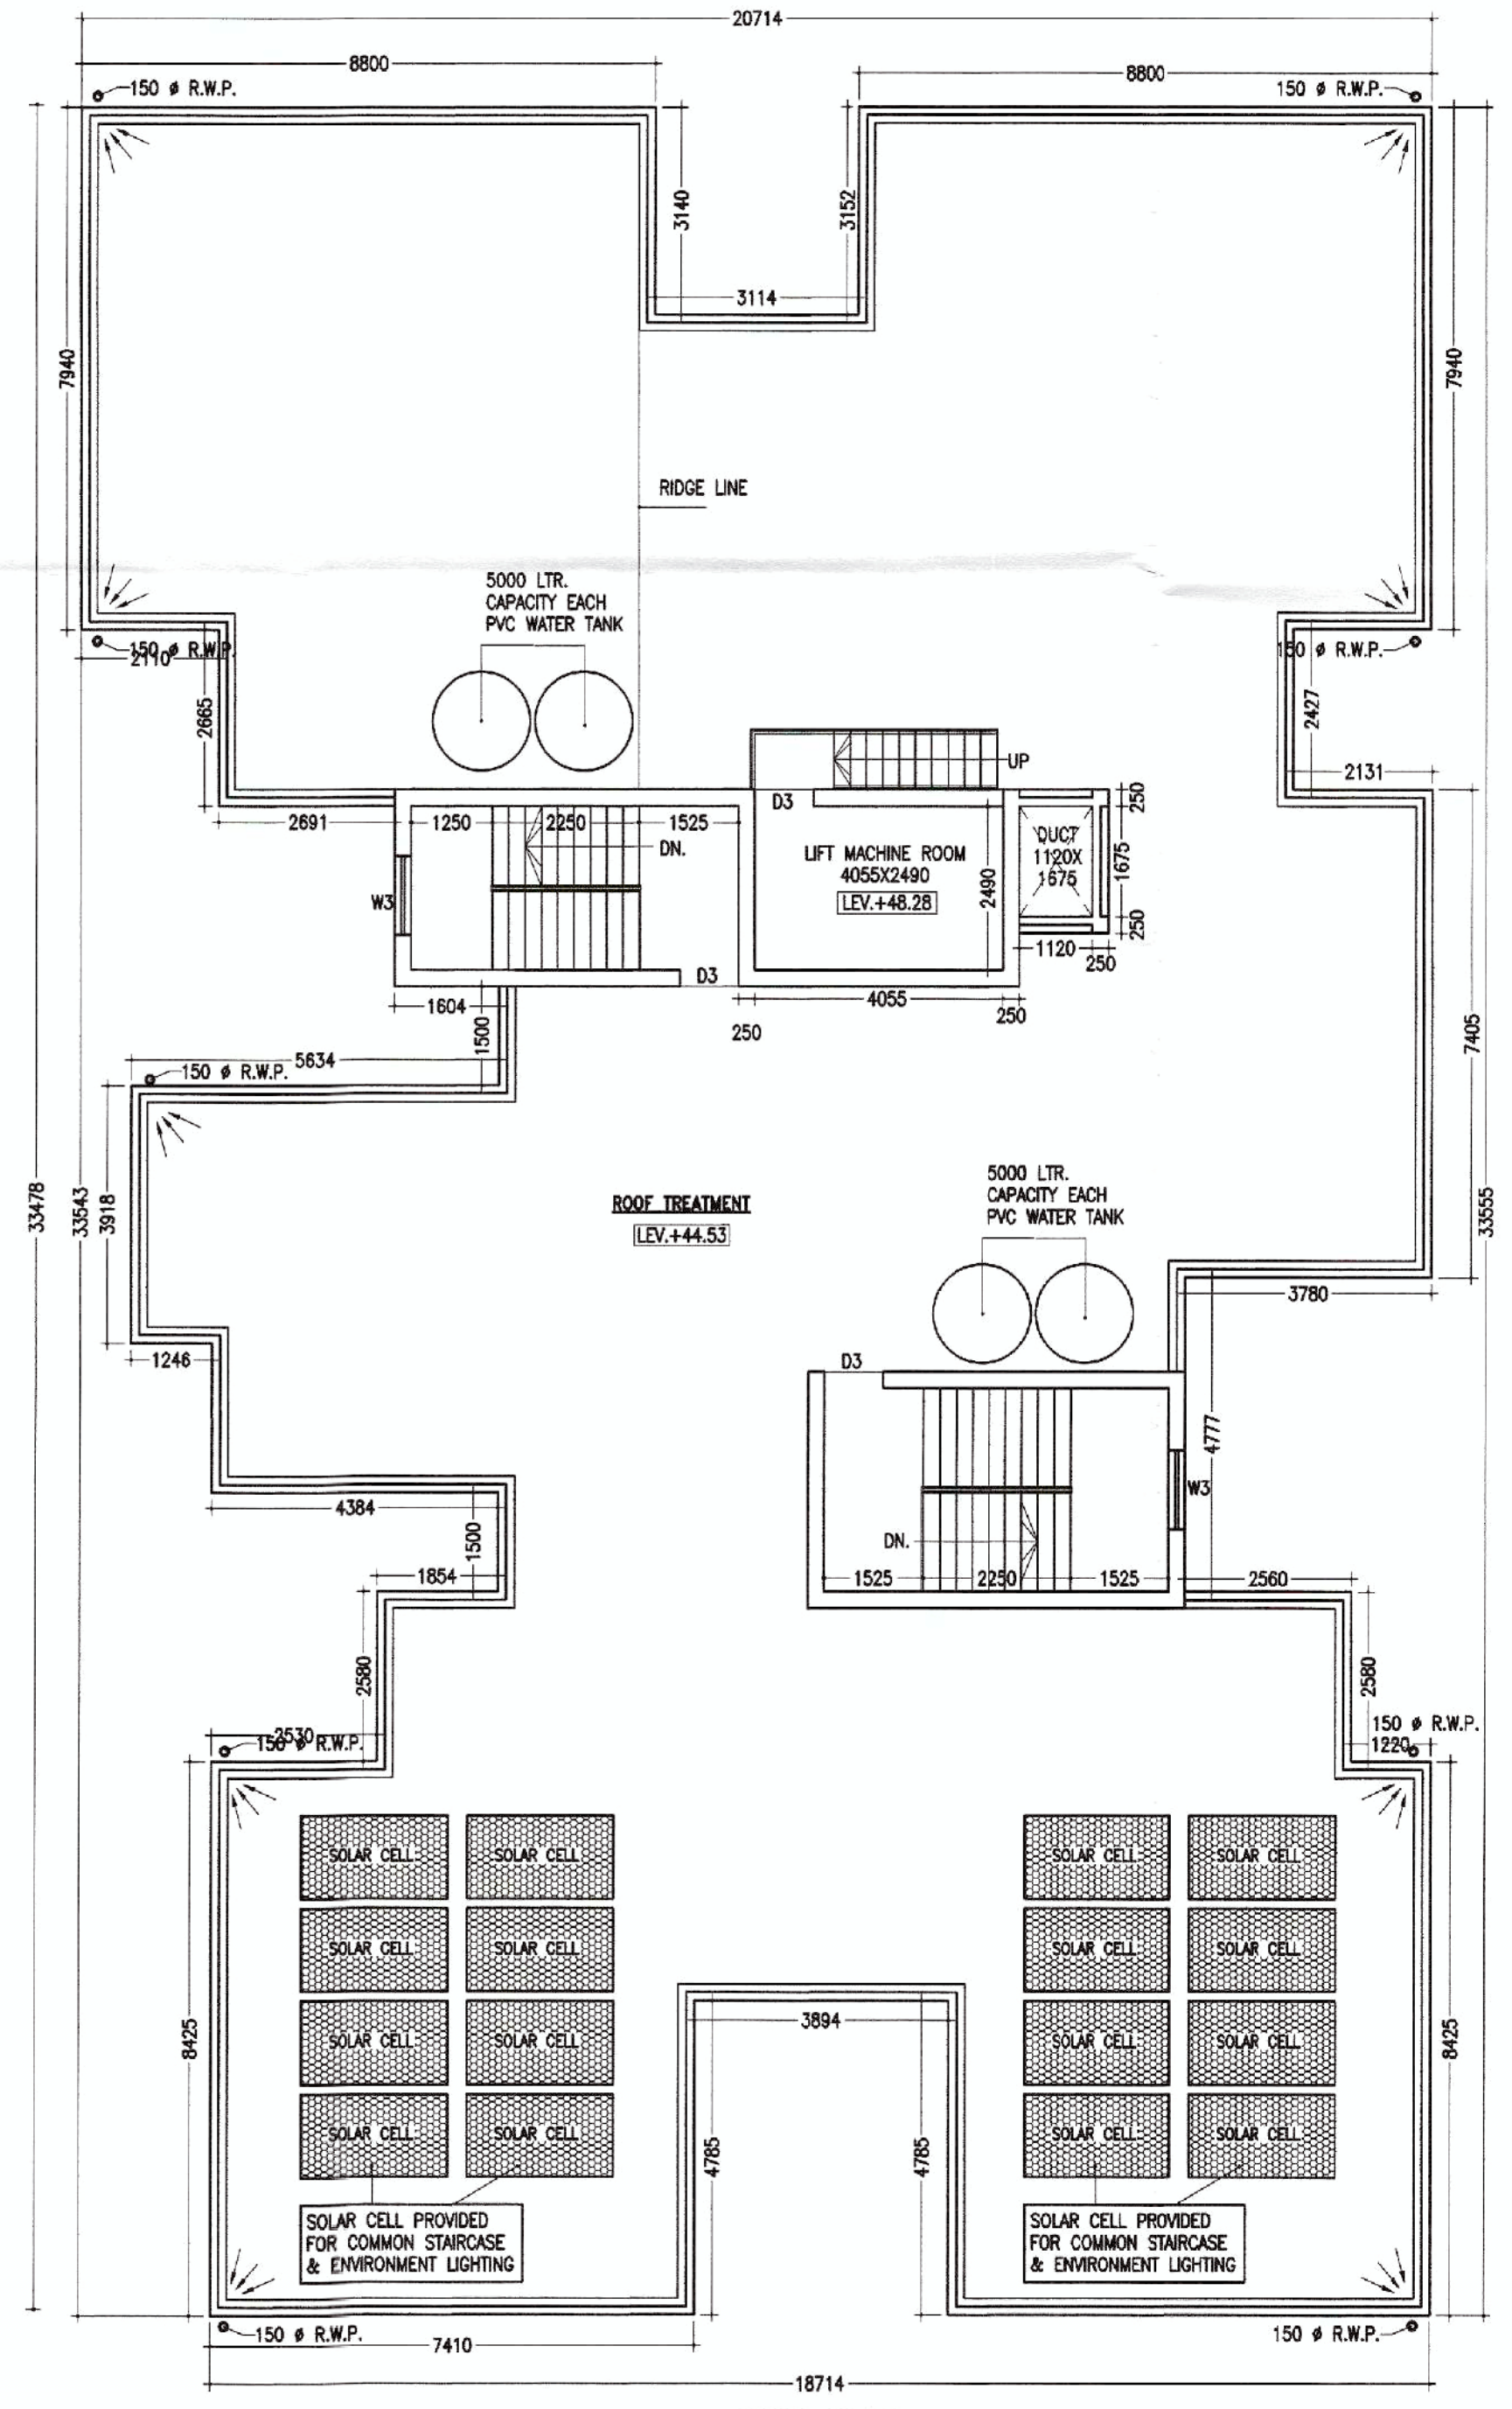 20714
8800
8800
150 ø R.W.P.
150 ø R.W.P.
3140
3152
3114
7940
7940
RIDGE LINE
5000 LTR.
CAPACITY EACH
PVC WATER TANK
150 ø R.W.P.
2110
150 ø R.W.P.
2665
2427
2131
UP
D3
250
2691
1250
2250
1525
DN.
LIFT MACHINE ROOM
4055X2490
LEV.+48.28
2490
DUCT
1120X
1675
1675
W3
250
1120
250
D3
1604
4055
250
250
1500
7405
5634
150 ø R.W.P.
33478
33543
3918
33555
ROOF TREATMENT
LEV.+44.53
5000 LTR.
CAPACITY EACH
PVC WATER TANK
3780
1246
D3
4777
W3
4384
1500
DN.
1854
1525
2250
1525
2560
2580
2580
2530
150 ø R.W.P.
150 ø R.W.P.
1220
SOLAR CELL
SOLAR CELL
SOLAR CELL
SOLAR CELL
SOLAR CELL
SOLAR CELL
SOLAR CELL
SOLAR CELL
3894
8425
SOLAR CELL
SOLAR CELL
SOLAR CELL
SOLAR CELL
8425
SOLAR CELL
SOLAR CELL
SOLAR CELL
SOLAR CELL
4785
4785
SOLAR CELL PROVIDED
FOR COMMON STAIRCASE
& ENVIRONMENT LIGHTING
SOLAR CELL PROVIDED
FOR COMMON STAIRCASE
& ENVIRONMENT LIGHTING
150 ø R.W.P.
150 ø R.W.P.
7410
18714